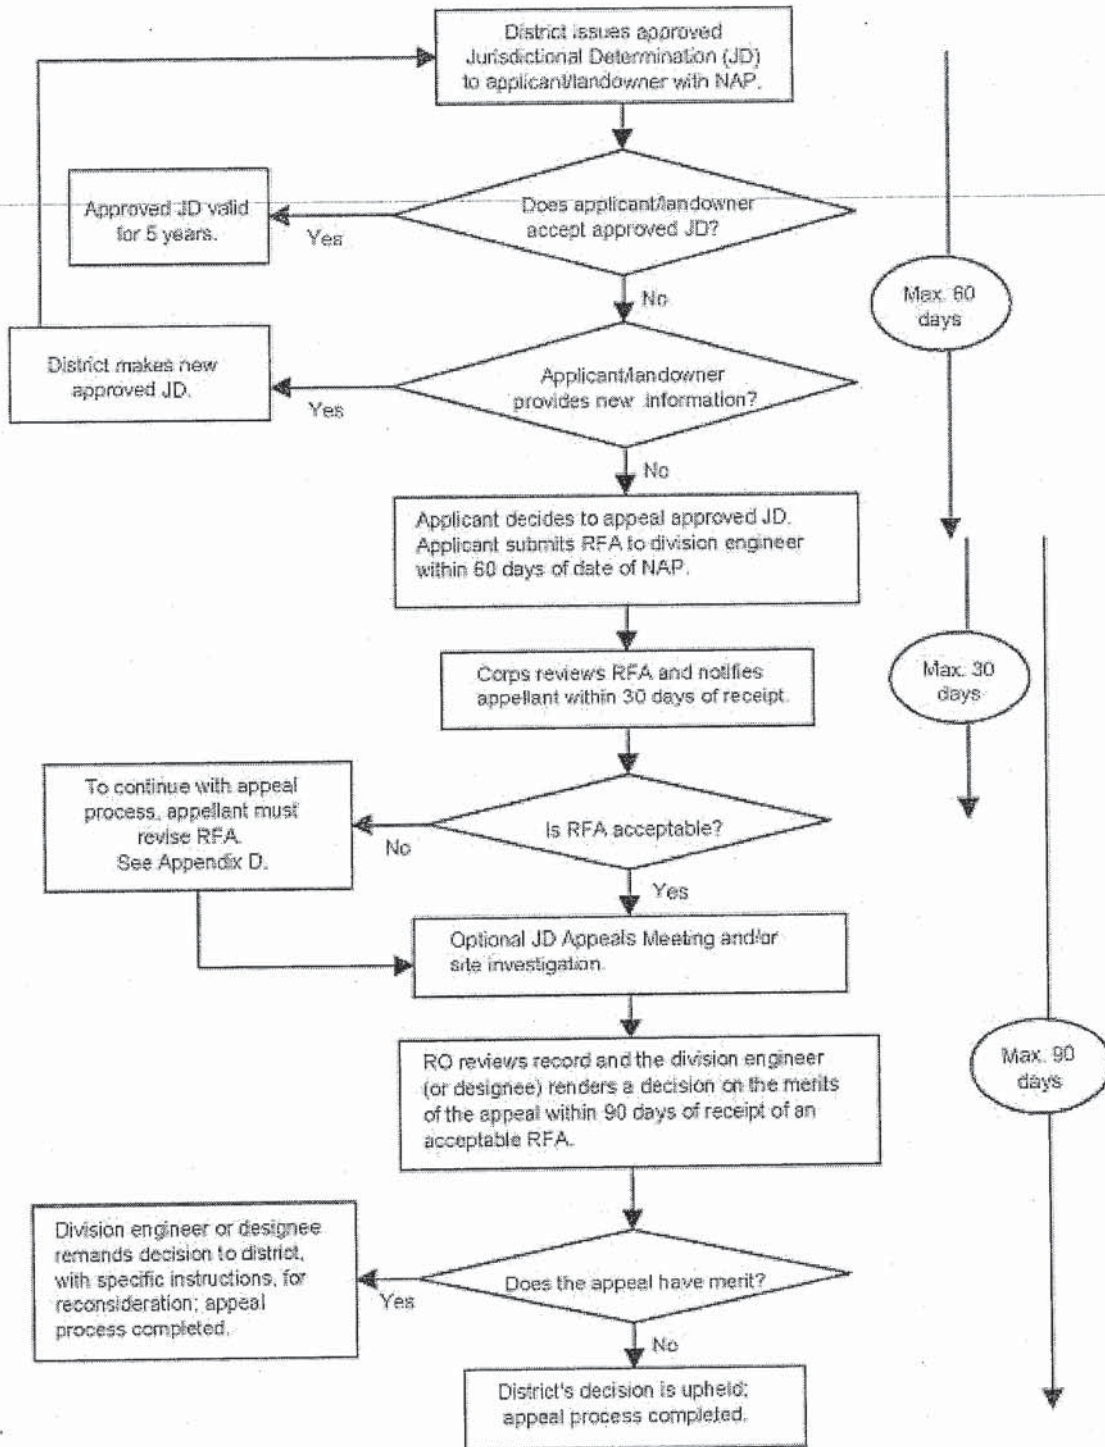 District issues approved
Jurisdictional Determination (JD)
to applicant/landowner with NAP.
Does applicant/landowner
accept approved JD?
Yes
Approved JD valid
for 5 years.
No
Max. 60
days
Applicant/landowner
provides new information?
Yes
District makes new
approved JD.
No
Applicant decides to appeal approved JD.
Applicant submits RFA to division engineer
within 60 days of date of NAP.
Corps reviews RFA and notifies
appellant within 30 days of receipt.
Max. 30
days
Is RFA acceptable?
No
To continue with appeal
process, appellant must
revise RFA.
See Appendix D.
Yes
Optional JD Appeals Meeting and/or
site investigation.
RO reviews record and the division engineer
(or designee) renders a decision on the merits
of the appeal within 90 days of receipt of an
acceptable RFA.
Max. 90
days
Does the appeal have merit?
Yes
Division engineer or designee
remands decision to district,
with specific instructions, for
reconsideration; appeal
process completed.
No
District's decision is upheld;
appeal process completed.